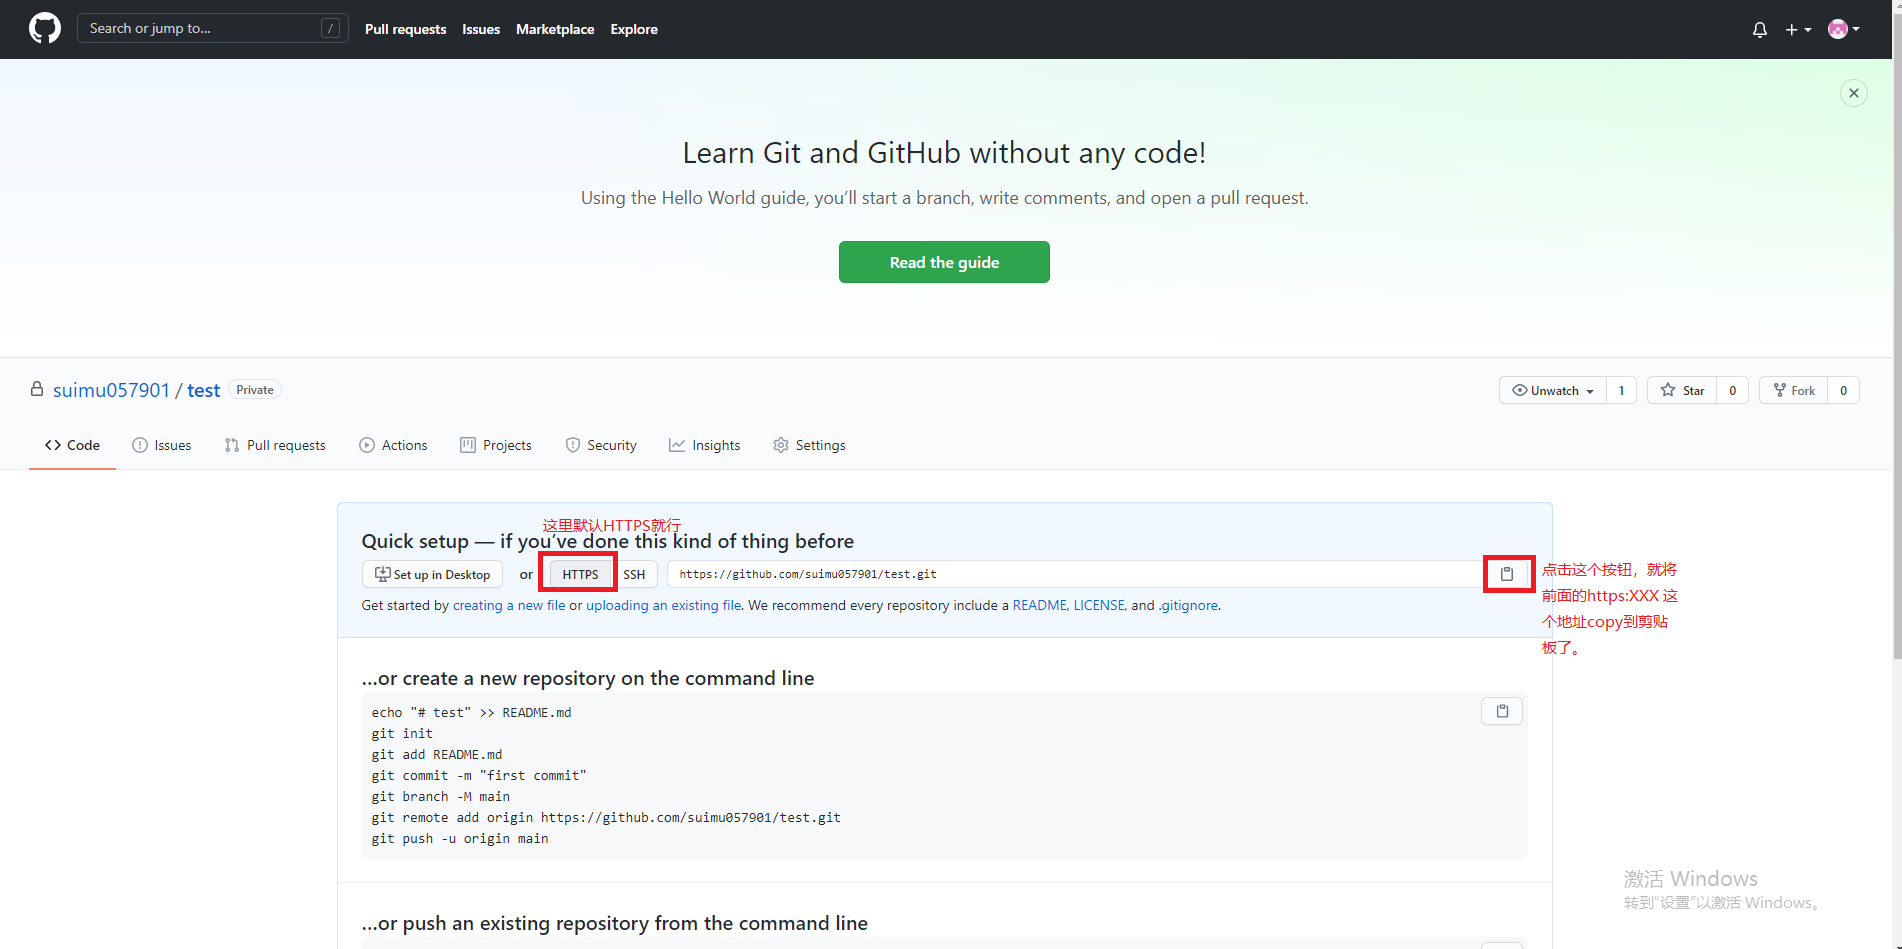 Search or jump to... /
Pull requests Issues Marketplace Explore
Learn Git and GitHub without any code!
Using the Hello World guide, you’ll start a branch, write comments, and open a pull request.
Read the guide
suimu057901 / test Private
Unwatch 1 Star 0 Fork 0
Code Issues Pull requests Actions Projects Security Insights Settings
这里默认HTTPS就行
Quick setup — if you’ve done this kind of thing before
Set up in Desktop or HTTPS SSH https://github.com/suimu057901/test.git
点击这个按钮，就将
前面的https:XXX 这
个地址copy到剪贴
板了。
Get started by creating a new file or uploading an existing file. We recommend every repository include a README, LICENSE, and .gitignore.
...or create a new repository on the command line
echo "# test" >> README.md
git init
git add README.md
git commit -m "first commit"
git branch -M main
git remote add origin https://github.com/suimu057901/test.git
git push -u origin main
...or push an existing repository from the command line
激活 Windows
转到"设置"以激活 Windows。